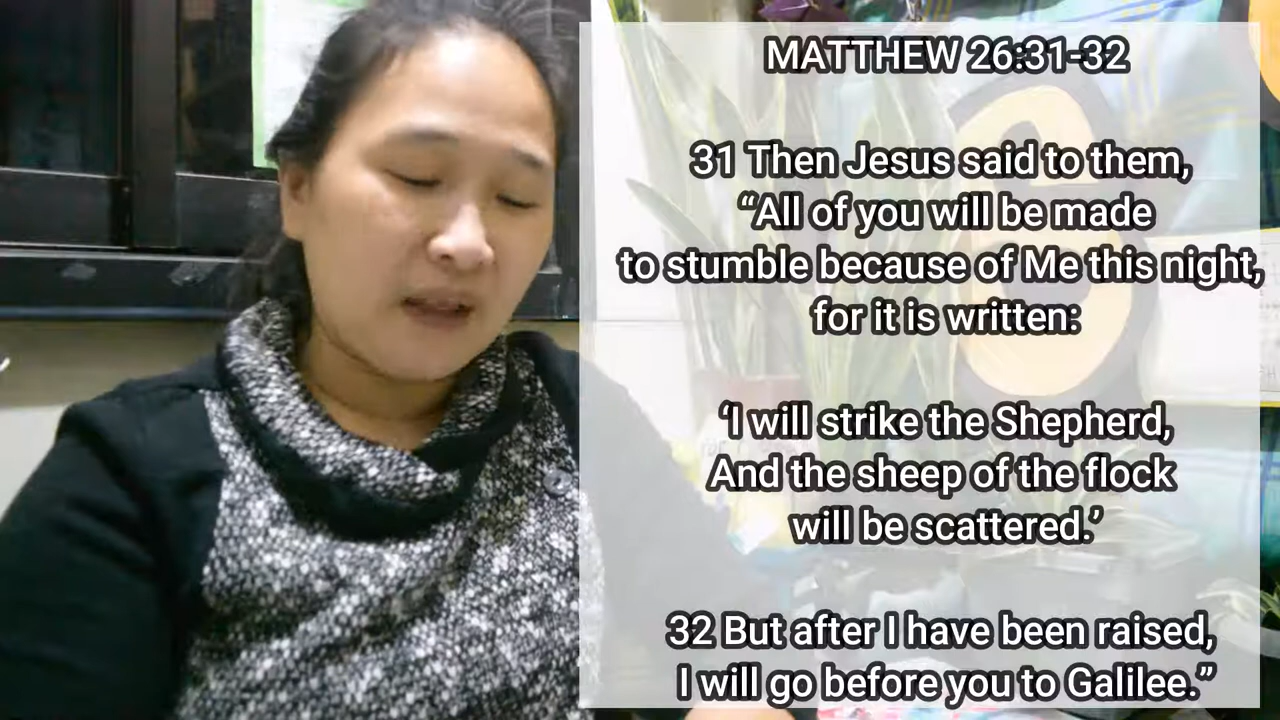 MATTHEW 26:31-32
31 Then Jesus said to them,
“All of you will be made
to stumble because of Me this night,
for it is written:
‘I will strike the Shepherd,
And the sheep of the flock
will be scattered.’
32 But after I have been raised,
I will go before you to Galilee.”